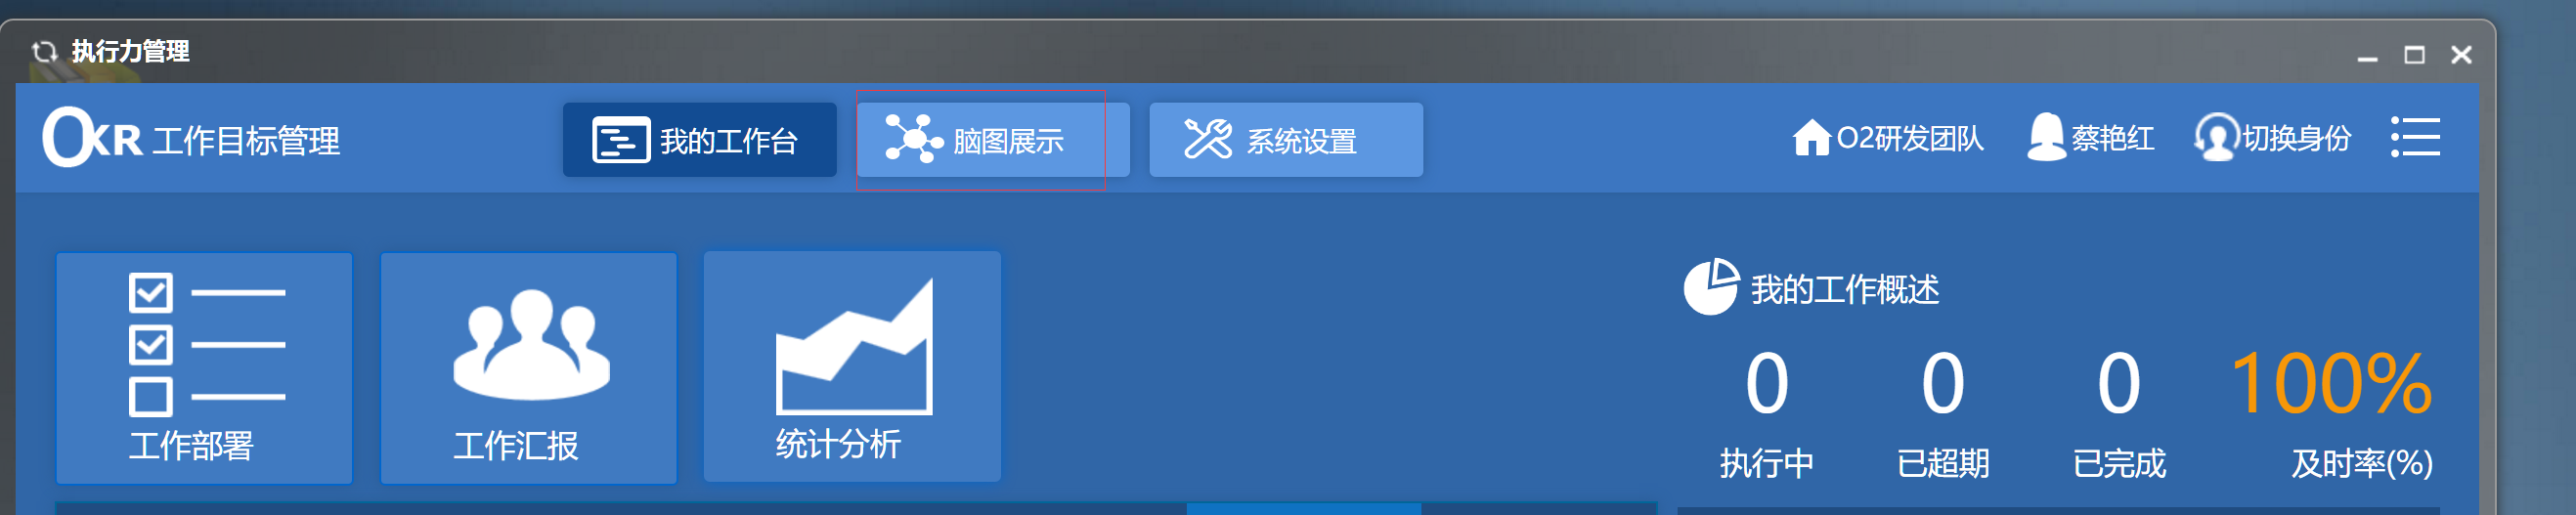 执行力管理
OKR 工作目标管理
我的工作台
脑图展示
系统设置
O2研发团队
蔡艳红
切换身份
工作部署
工作汇报
统计分析
我的工作概述
0 0 0 100%
执行中 已超期 已完成 及时率(%)